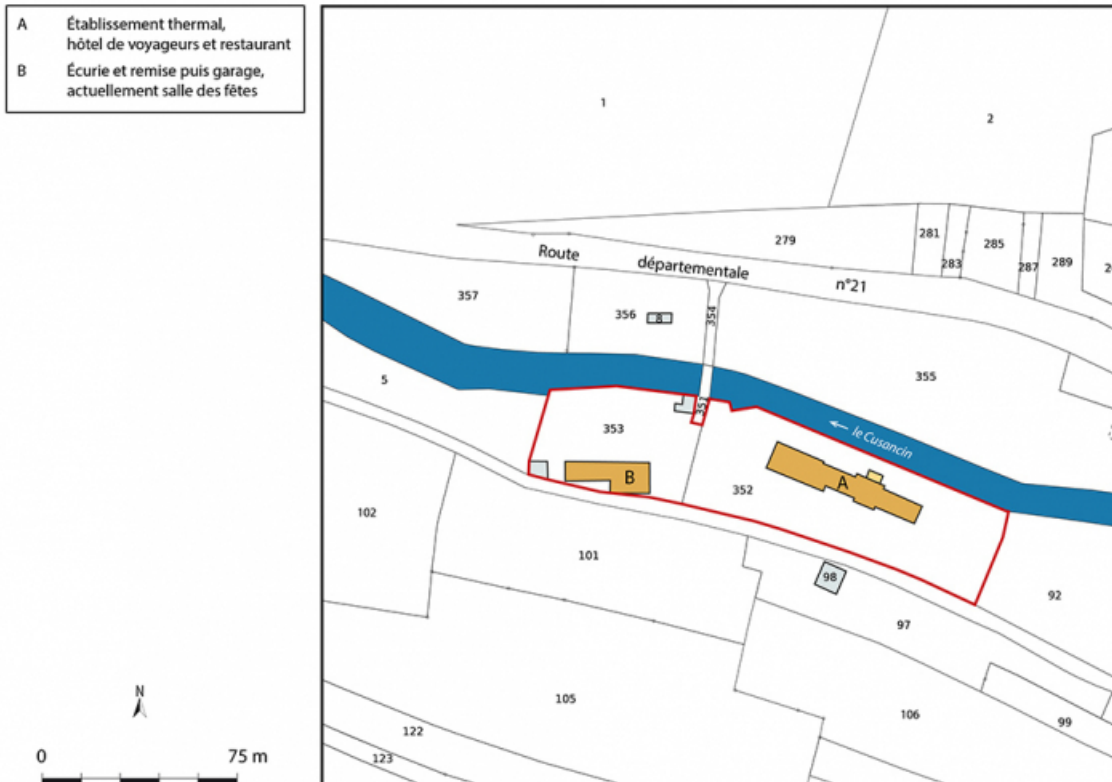 A Établissement thermal,
hôtel de voyageurs et restaurant
B Écurie et remise puis garage,
actuellement salle des fêtes
1
2
279
281
283
285
287
289
Route départementale n°21
357
356
8
354
355
5
351
le Cusancin
353
B
352
A
102
101
98
97
92
105
106
99
122
123
N
0 75 m